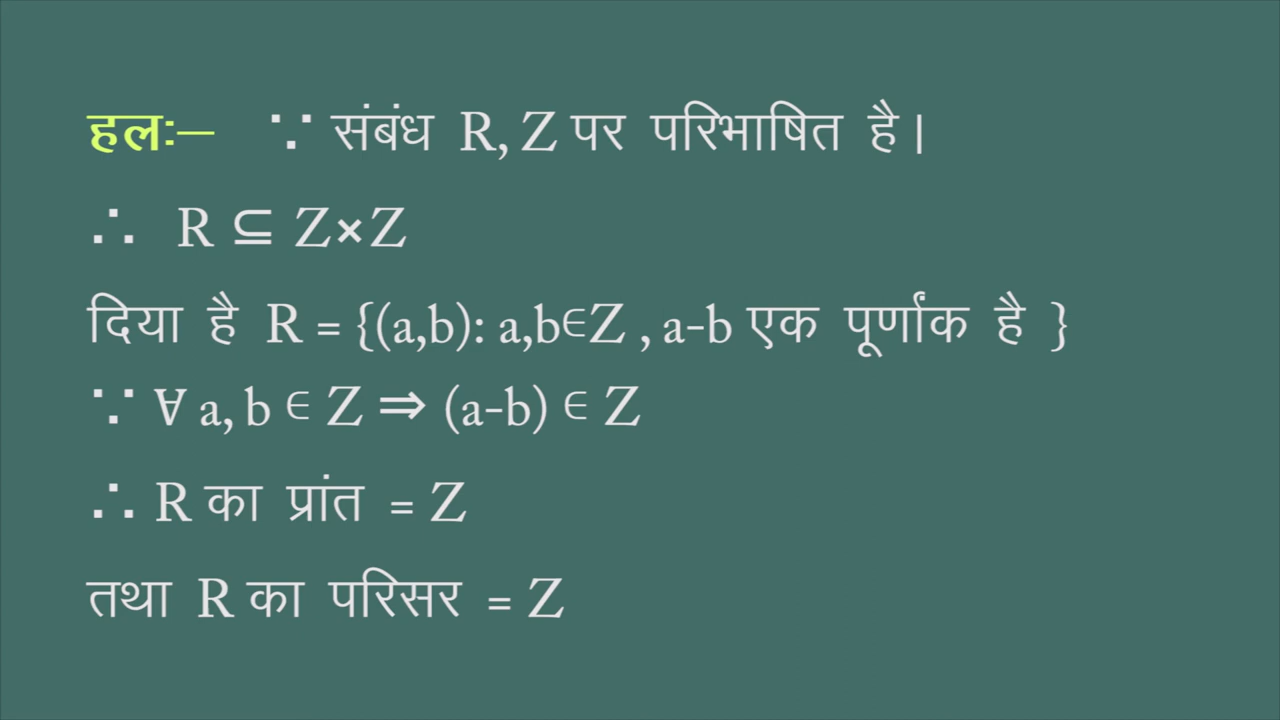 हलः– ∵ संबंध R, Z पर परिभाषित है।
∴ R ⊆ Z×Z
दिया है R = {(a,b): a,b∈Z , a-b एक पूर्णांक है }
∵ ∀ a, b ∈ Z ⇒ (a-b) ∈ Z
∴ R का प्रांत = Z
तथा R का परिसर = Z